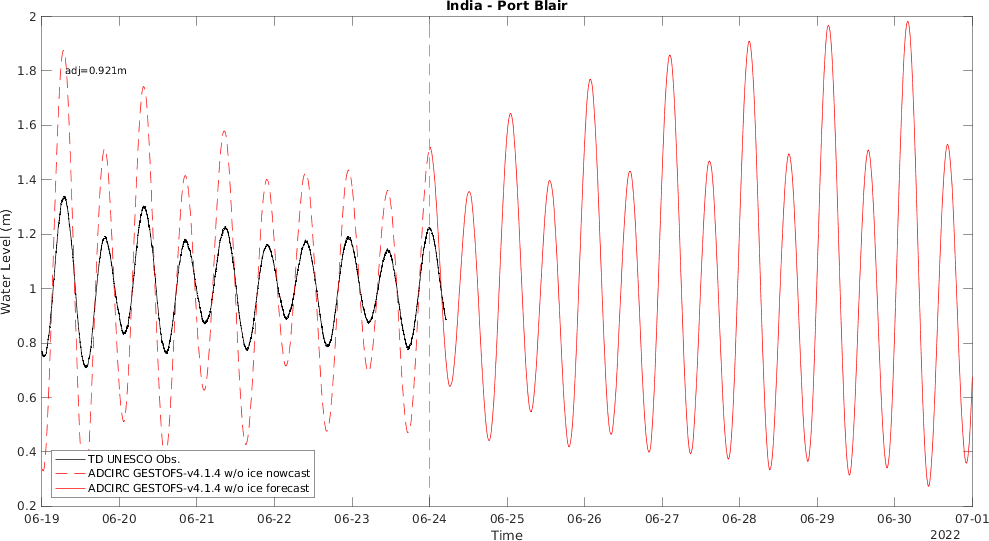 India - Port Blair
2
1.8
1.6
1.4
1.2
1
0.8
0.6
0.4
0.2
Water Level (m)
adj=0.921m
TD UNESCO Obs.
ADCIRC GESTOFS-v4.1.4 w/o ice nowcast
ADCIRC GESTOFS-v4.1.4 w/o ice forecast
06-19 06-20 06-21 06-22 06-23 06-24 06-25 06-26 06-27 06-28 06-29 06-30 07-01
Time
2022